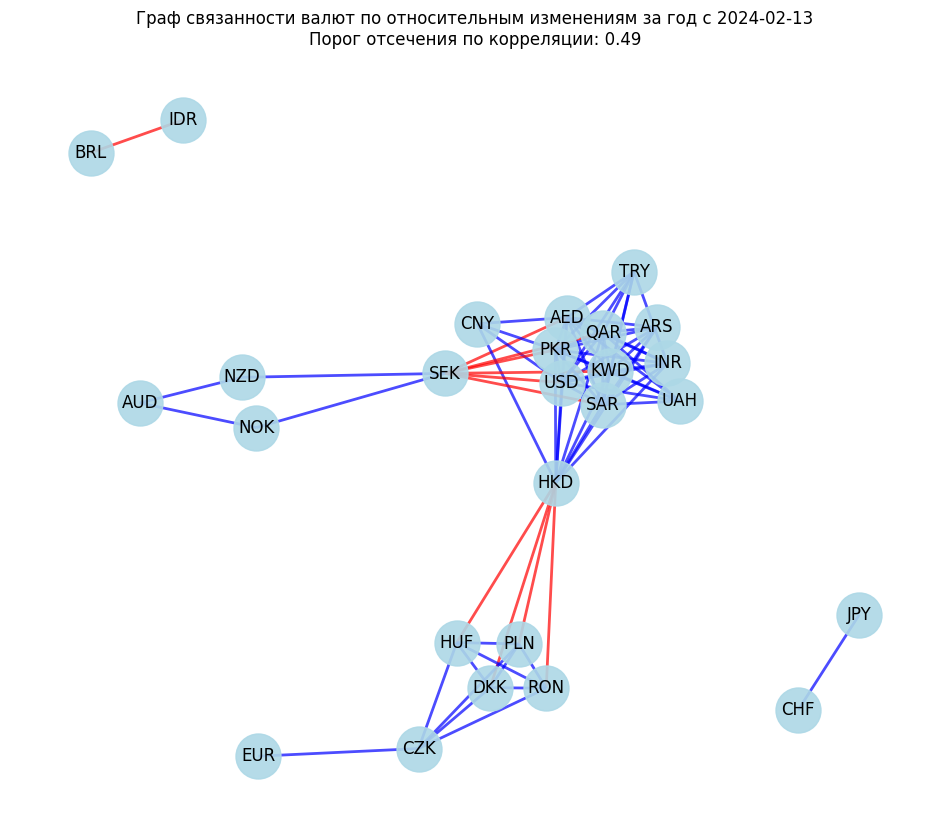 Граф связанности валют по относительным изменениям за год с 2024-02-13
Порог отсечения по корреляции: 0.49
IDR
BRL
TRY
AED
CNY
ARS
QAR
PKR
INR
KWD
SEK
NZD
USD
UAH
AUD
SAR
NOK
HKD
JPY
HUF
PLN
DKK
RON
CHF
CZK
EUR